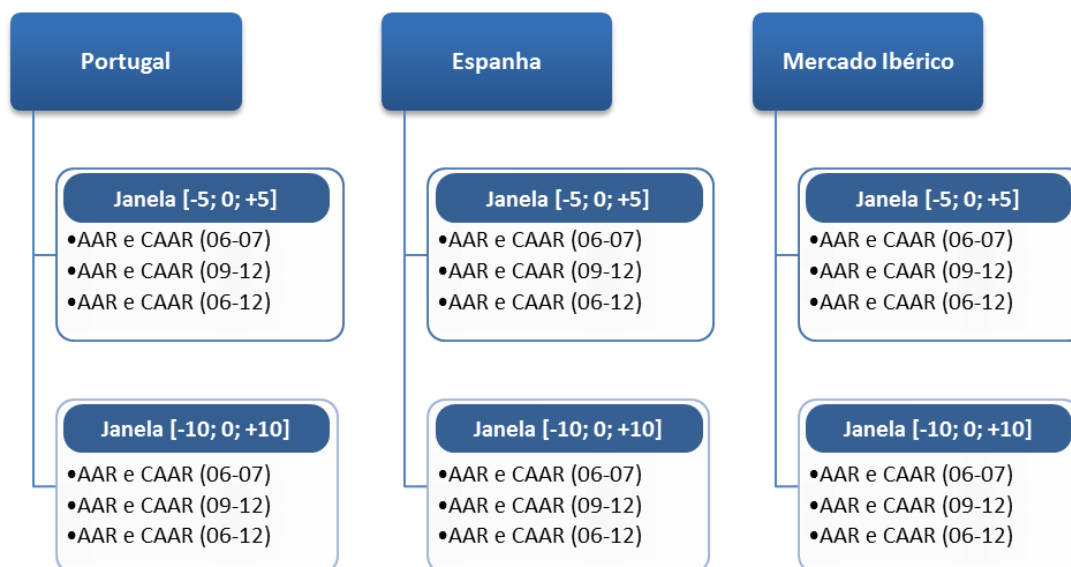 Portugal
Janela [-5; 0; +5]
•AAR e CAAR (06-07)
•AAR e CAAR (09-12)
•AAR e CAAR (06-12)
Janela [-10; 0; +10]
•AAR e CAAR (06-07)
•AAR e CAAR (09-12)
•AAR e CAAR (06-12)
Espanha
Janela [-5; 0; +5]
•AAR e CAAR (06-07)
•AAR e CAAR (09-12)
•AAR e CAAR (06-12)
Janela [-10; 0; +10]
•AAR e CAAR (06-07)
•AAR e CAAR (09-12)
•AAR e CAAR (06-12)
Mercado Ibérico
Janela [-5; 0; +5]
•AAR e CAAR (06-07)
•AAR e CAAR (09-12)
•AAR e CAAR (06-12)
Janela [-10; 0; +10]
•AAR e CAAR (06-07)
•AAR e CAAR (09-12)
•AAR e CAAR (06-12)